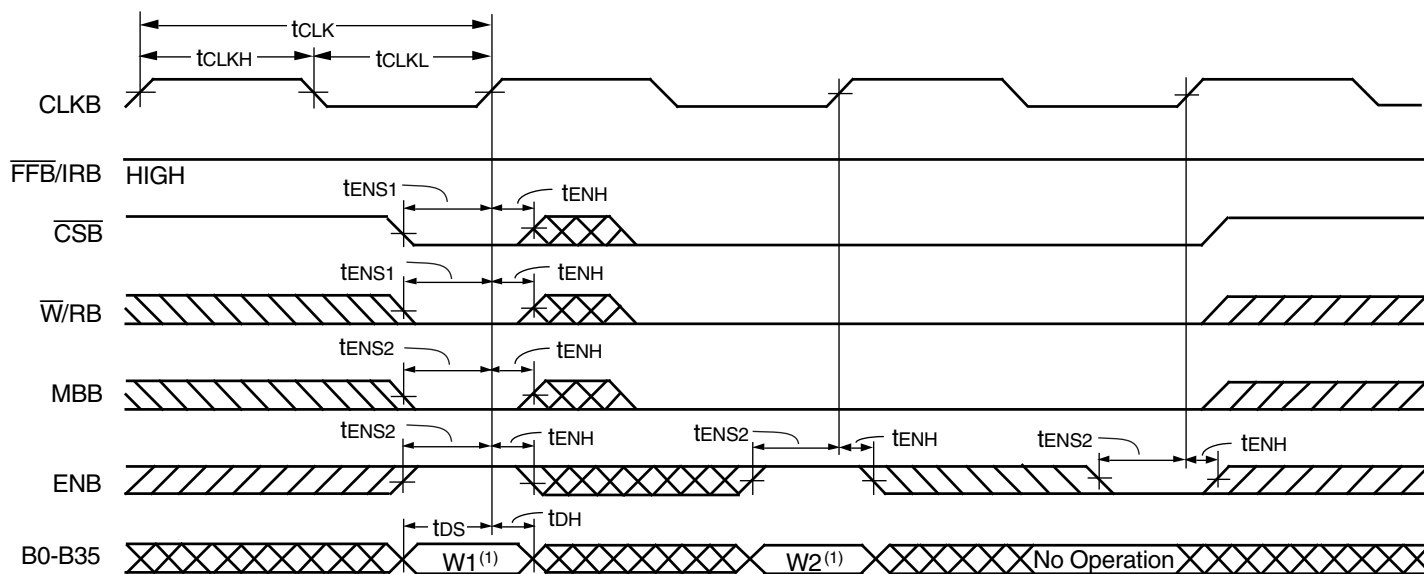 tCLK
tCLKH
tCLKL
CLKB
FFB/IRB
HIGH
tENS1
tENH
CSB
tENS1
tENH
W/RB
tENS2
tENH
MBB
tENS2
tENH
tENS2
tENH
tENS2
tENH
ENB
tDS
tDH
B0-B35
W1(1)
W2(1)
No Operation